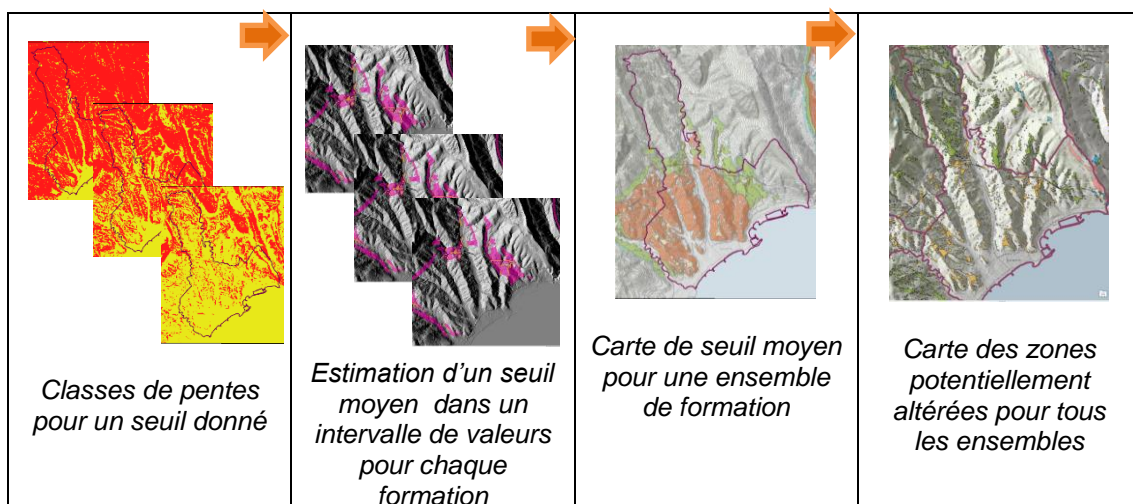 Classes de pentes
pour un seuil donné
Estimation d'un seuil
moyen dans un
intervalle de valeurs
pour chaque
formation
Carte de seuil moyen
pour une ensemble
de formation
Carte des zones
potentiellement
altérées pour tous
les ensembles